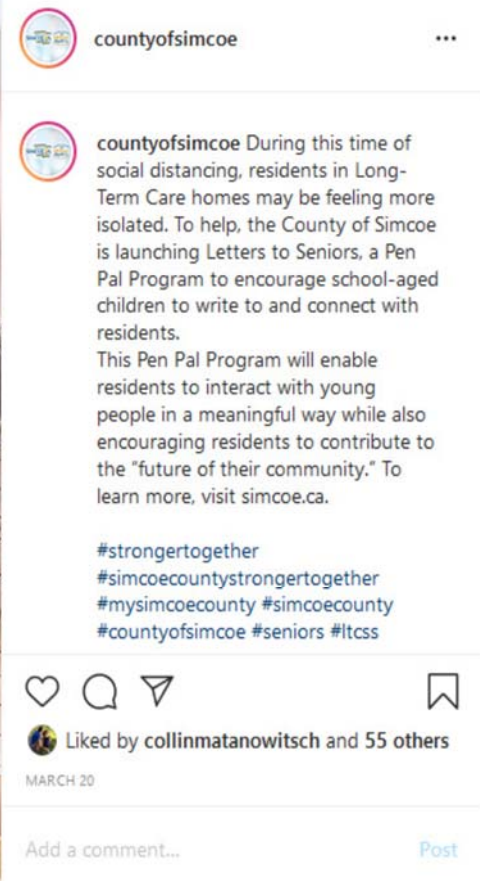 countyofsimcoe
countyofsimcoe During this time of
social distancing, residents in Long-
Term Care homes may be feeling more
isolated. To help, the County of Simcoe
is launching Letters to Seniors, a Pen
Pal Program to encourage school-aged
children to write to and connect with
residents.
This Pen Pal Program will enable
residents to interact with young
people in a meaningful way while also
encouraging residents to contribute to
the "future of their community." To
learn more, visit simcoe.ca.
#strongertogether
#simcoecountystrongertogether
#mysimcoecounty #simcoecounty
#countyofsimcoe #seniors #ltcss
Liked by collinmatanowitsch and 55 others
MARCH 20
Add a comment...
Post